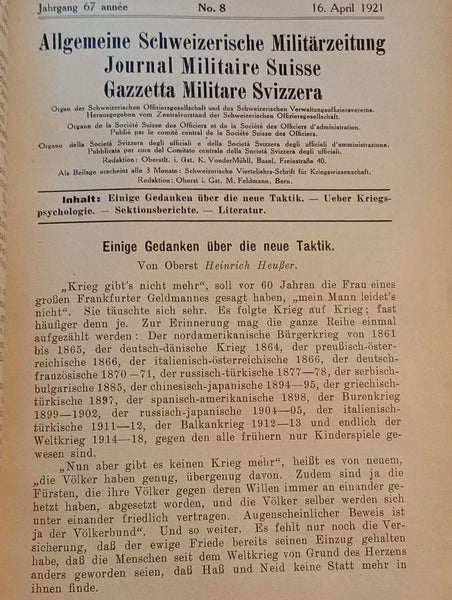 Jahrgang 67 année
No. 8
16. April 1921
Allgemeine Schweizerische Militärzeitung
Journal Militaire Suisse
Gazzetta Militare Svizzera
Organ der Schweizerischen Offiziersgesellschaft und des Schweizerischen Verwaltungsoffiziersvereins.
Herausgegeben vom Zentralvorstand der Schweizerischen Offiziersgesellschaft.
Organe de la Société Suisse des Officiers et de la Société des Officiers d'administration.
Publié par le comité central de la Société Suisse des Officiers.
Organo della Società Svizzera degli ufficiali e della Società Svizzera degli ufficiali d'amministrazione.
Pubblicata per cura del Comitato centrale della Società Svizzera degli ufficiali.
Redaktion: Oberstlt. i. Gst. K. VonderMühll, Basel, Freiestraße 40.
Als Beilage erscheint alle 3 Monate: Schweizerische Vierteljahrs-Schrift für Kriegswissenschaft.
Redaktion: Oberst i. Gst. M. Feldmann, Bern.
Inhalt: Einige Gedanken über die neue Taktik. — Ueber Kriegs-
psychologie. — Sektionsberichte. — Literatur.
Einige Gedanken über die neue Taktik.
Von Oberst Heinrich Heußer.
„Krieg gibt's nicht mehr", soll vor 60 Jahren die Frau eines
großen Frankfurter Geldmannes gesagt haben, „mein Mann leidet's
nicht". Sie täuschte sich sehr. Es folgte Krieg auf Krieg; fast
häufiger denn je. Zur Erinnerung mag die ganze Reihe einmal
aufgezählt werden: Der nordamerikanische Bürgerkrieg von 1861
bis 1865, der deutsch-dänische Krieg 1864, der preußisch-öster-
reichische 1866, der italienisch-österreichische 1866, der deutsch-
französische 1870—71, der russisch-türkische 1877—78, der serbisch-
bulgarische 1885, der chinesisch-japanische 1894—95, der griechisch-
türkische 1897, der spanisch-amerikanische 1898, der Burenkrieg
1899—1902, der russisch-japanische 1904—05, der italienisch-
türkische 1911—12, der Balkankrieg 1912—13 und endlich der
Weltkrieg 1914—18, gegen den alle frühern nur Kinderspiele ge-
wesen sind.
„Nun aber gibt es keinen Krieg mehr", heißt es von neuem,
„die Völker haben genug, übergenug davon. Zudem sind ja die
Fürsten, die ihre Völker gegen deren Willen immer an einander ge-
hetzt haben, abgesetzt worden, und die Völker selber werden sich
unter einander friedlich vertragen. Augenscheinlicher Beweis ist
ja der Völkerbund". Und so weiter. Es fehlt nur noch die Ver-
sicherung, daß der ewige Friede bereits seinen Einzug gehalten
habe, daß die Menschen seit dem Weltkrieg von Grund des Herzens
anders geworden seien, daß Haß und Neid keine Statt mehr in
ihnen finde.